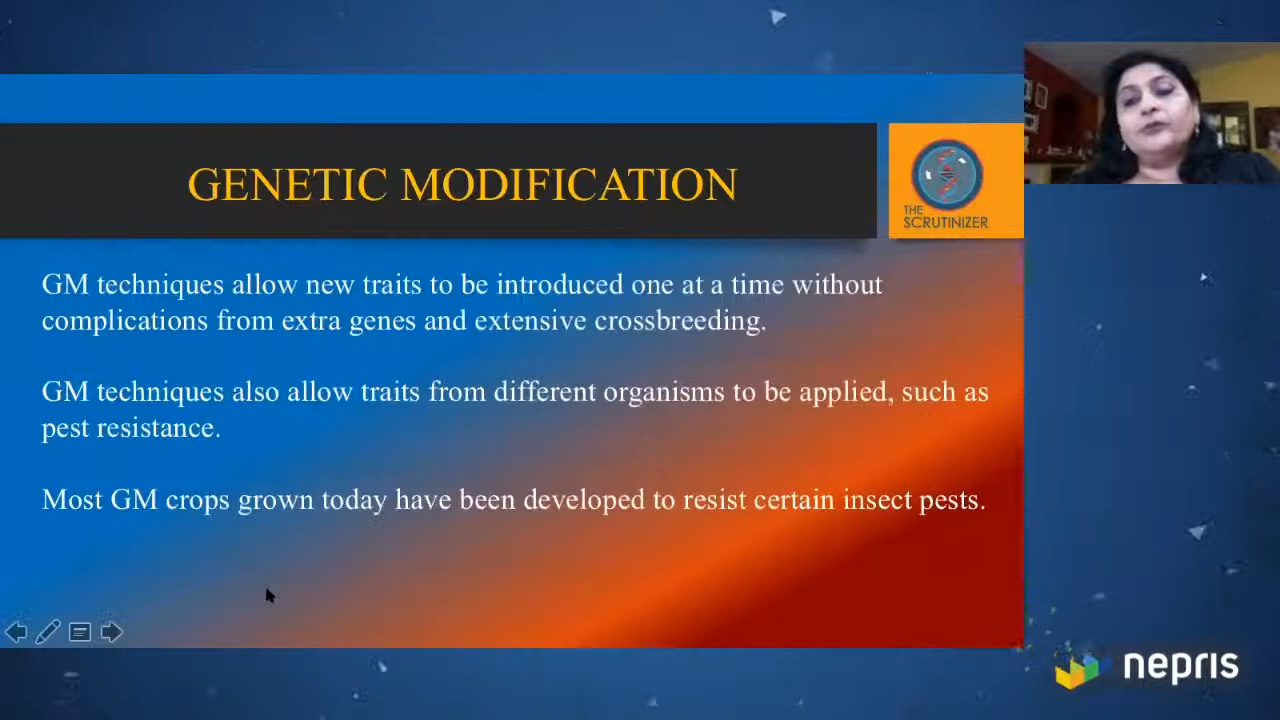 GENETIC MODIFICATION
THE
SCRUTINIZER
GM techniques allow new traits to be introduced one at a time without
complications from extra genes and extensive crossbreeding.
GM techniques also allow traits from different organisms to be applied, such as
pest resistance.
Most GM crops grown today have been developed to resist certain insect pests.
nepris